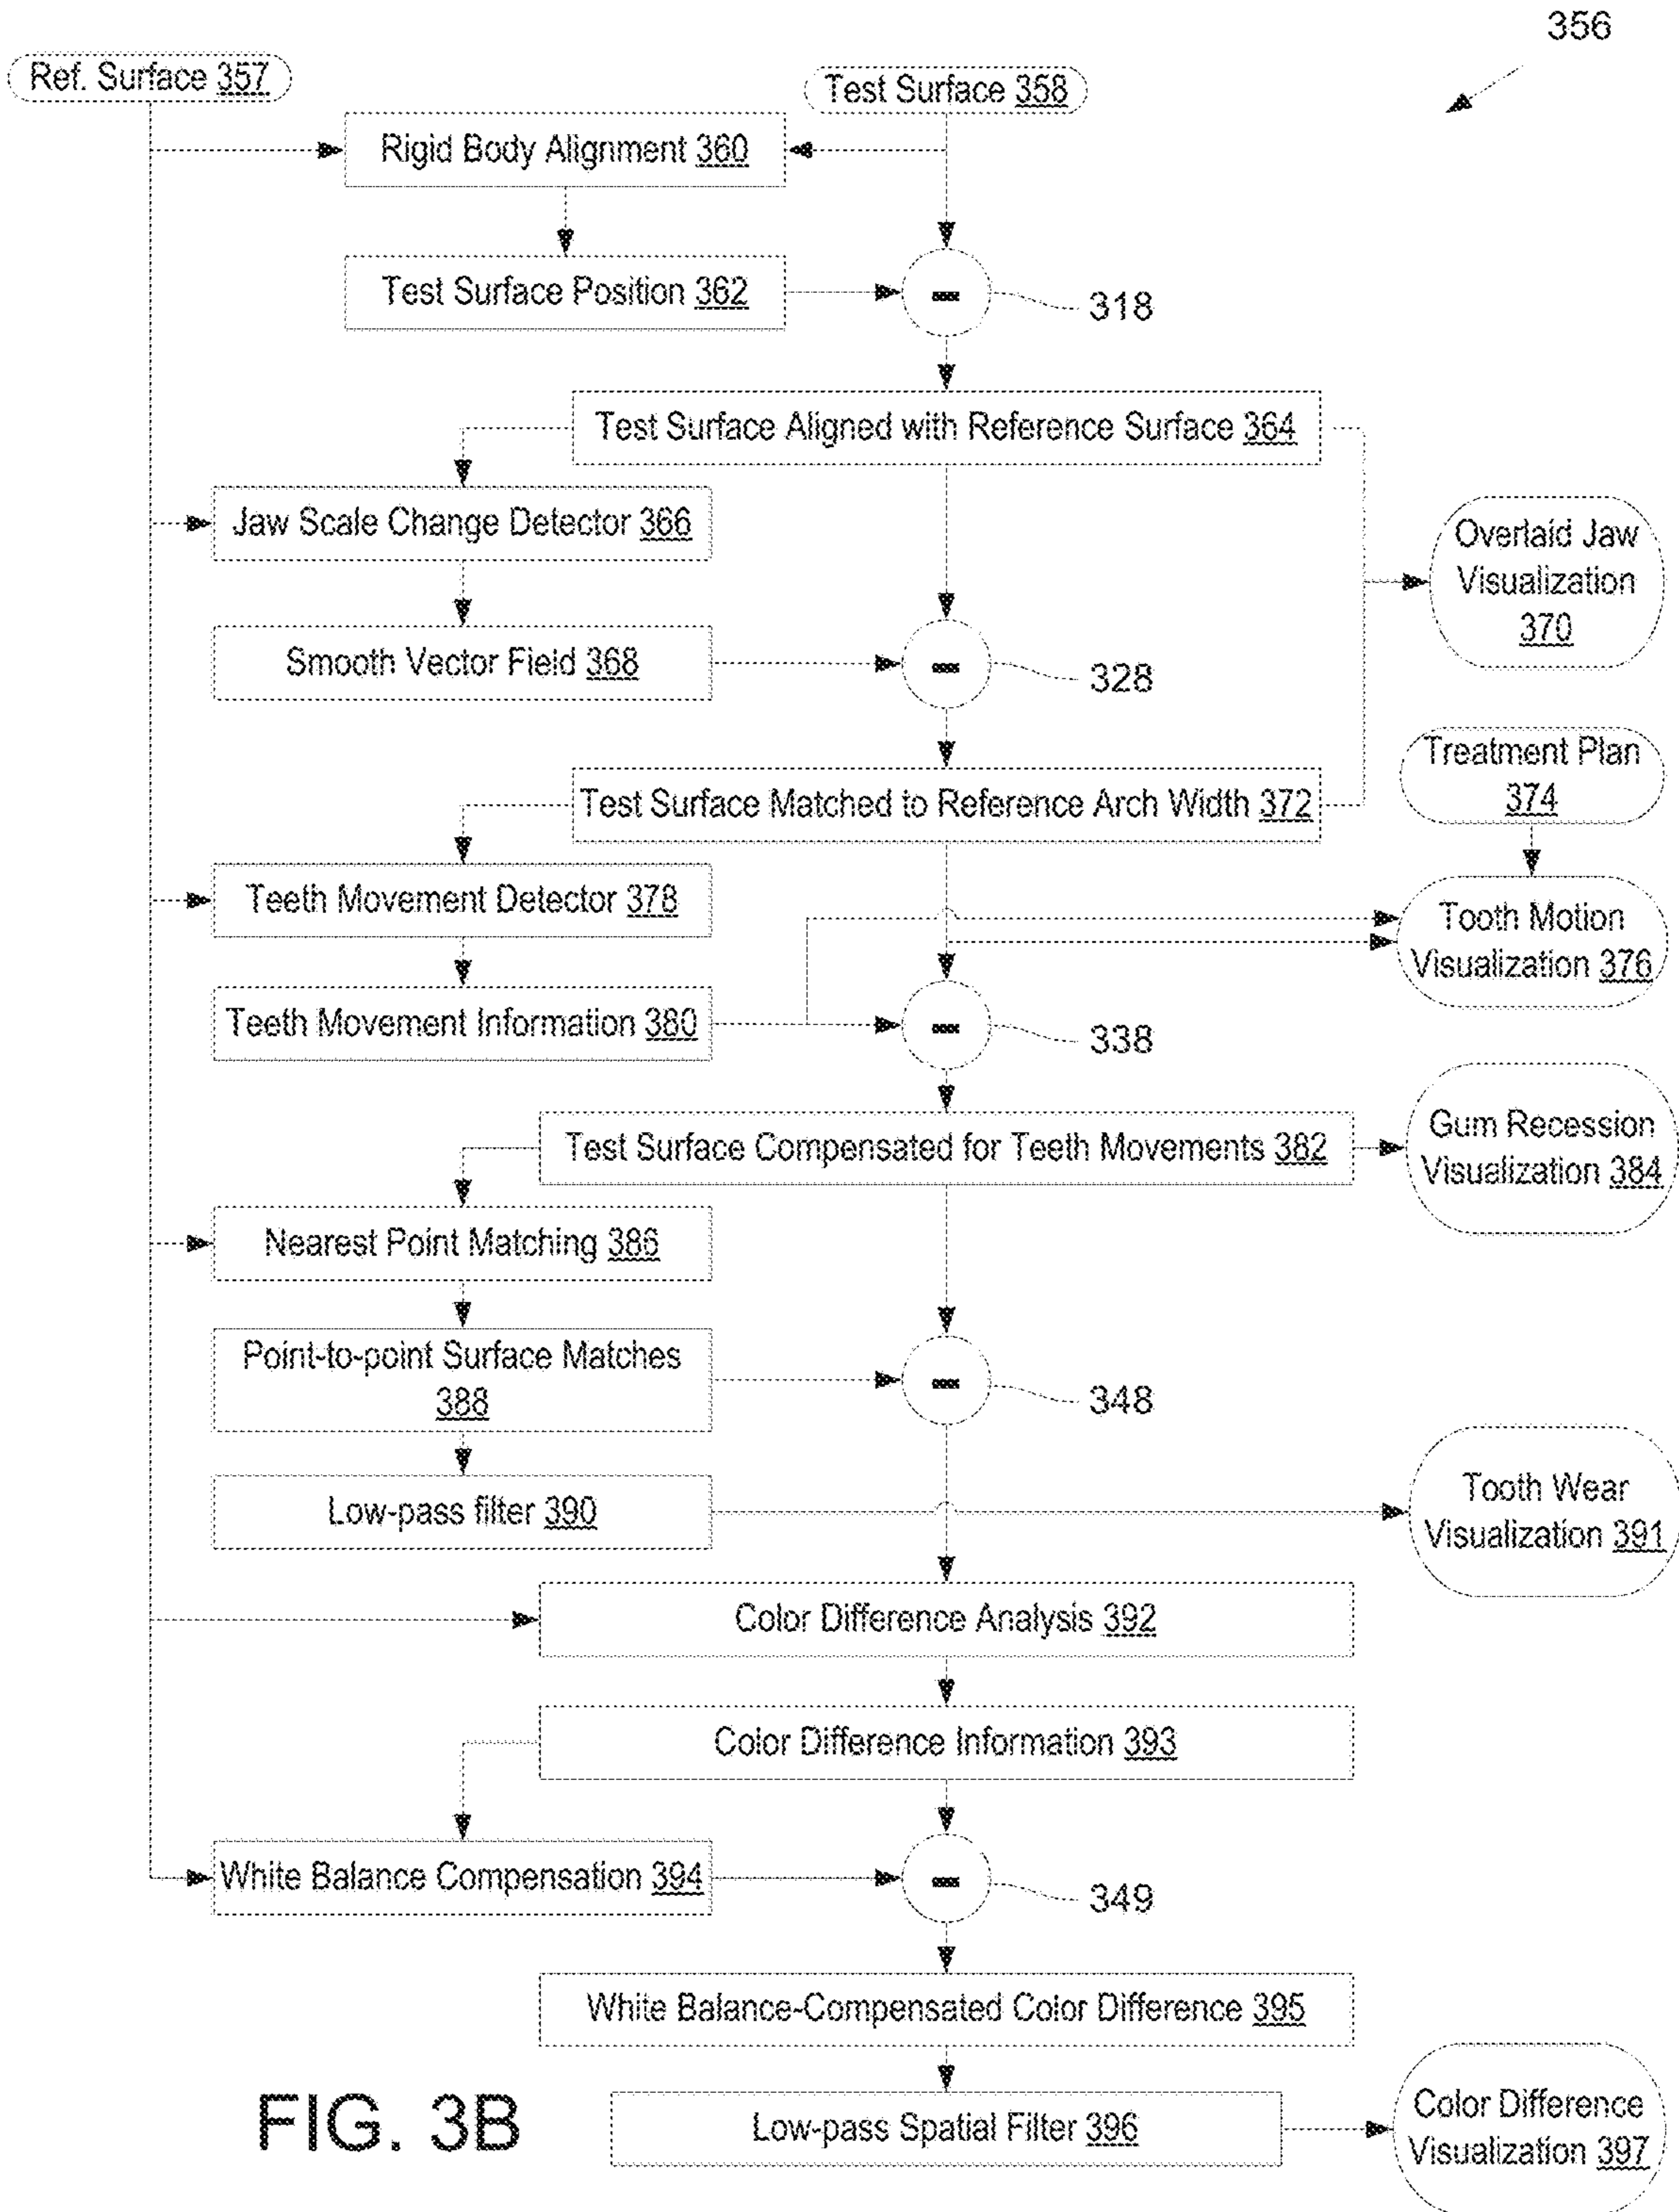 356
Ref. Surface 357
Test Surface 358
Rigid Body Alignment 360
Test Surface Position 362
-
318
Test Surface Aligned with Reference Surface 364
Jaw Scale Change Detector 366
Overlaid Jaw
Visualization
370
Smooth Vector Field 368
-
328
Treatment Plan
374
Test Surface Matched to Reference Arch Width 372
Teeth Movement Detector 378
Tooth Motion
Visualization 376
Teeth Movement Information 380
-
338
Test Surface Compensated for Teeth Movements 382
Gum Recession
Visualization 384
Nearest Point Matching 386
Point-to-point Surface Matches
388
-
348
Low-pass filter 390
Tooth Wear
Visualization 391
Color Difference Analysis 392
Color Difference Information 393
White Balance Compensation 394
-
349
White Balance-Compensated Color Difference 395
Low-pass Spatial Filter 396
Color Difference
Visualization 397
FIG. 3B